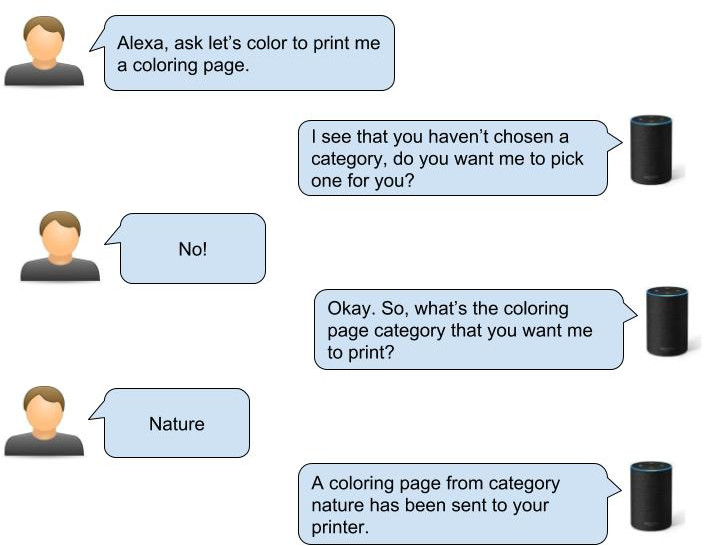 Alexa, ask let’s color to print me
a coloring page.
I see that you haven’t chosen a
category, do you want me to pick
one for you?
No!
Okay. So, what’s the coloring
page category that you want me
to print?
Nature
A coloring page from category
nature has been sent to your
printer.